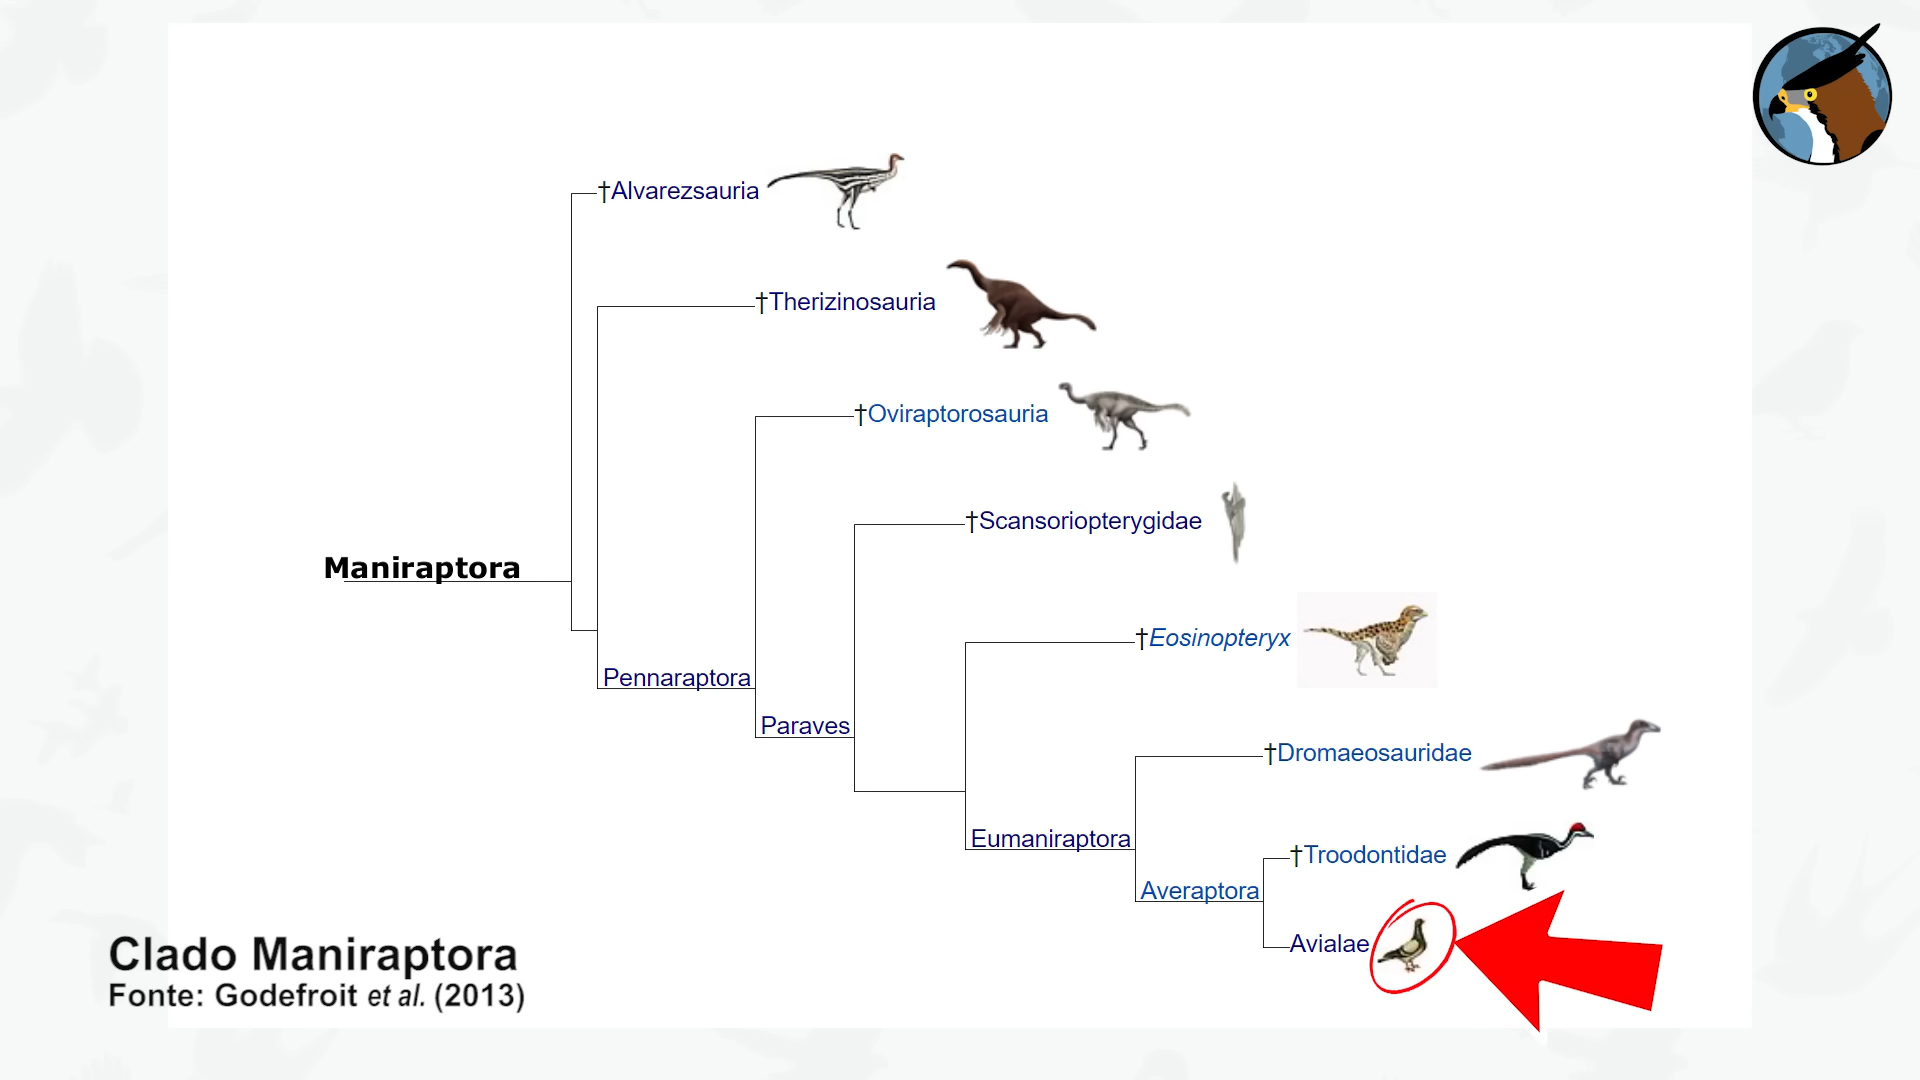 †Alvarezsauria
†Therizinosauria
†Oviraptorosauria
†Scansoriopterygidae
Maniraptora
†Eosinopteryx
Pennaraptora
Paraves
†Dromaeosauridae
Eumaniraptora
†Troodontidae
Averaptora
Avialae
Clado Maniraptora
Fonte: Godefroit et al. (2013)